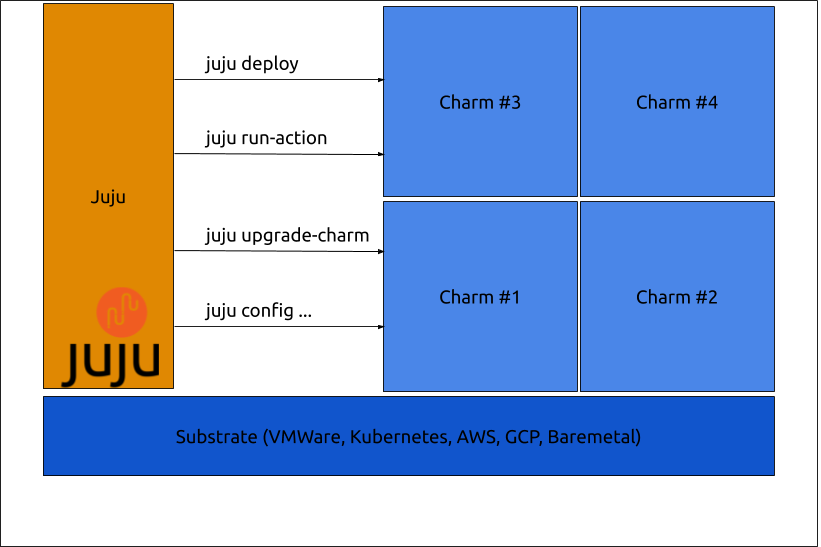 juju deploy
Charm #3
Charm #4
juju run-action
Juju
juju upgrade-charm
juju config ...
Charm #1
Charm #2
juju
Substrate (VMWare, Kubernetes, AWS, GCP, Baremetal)